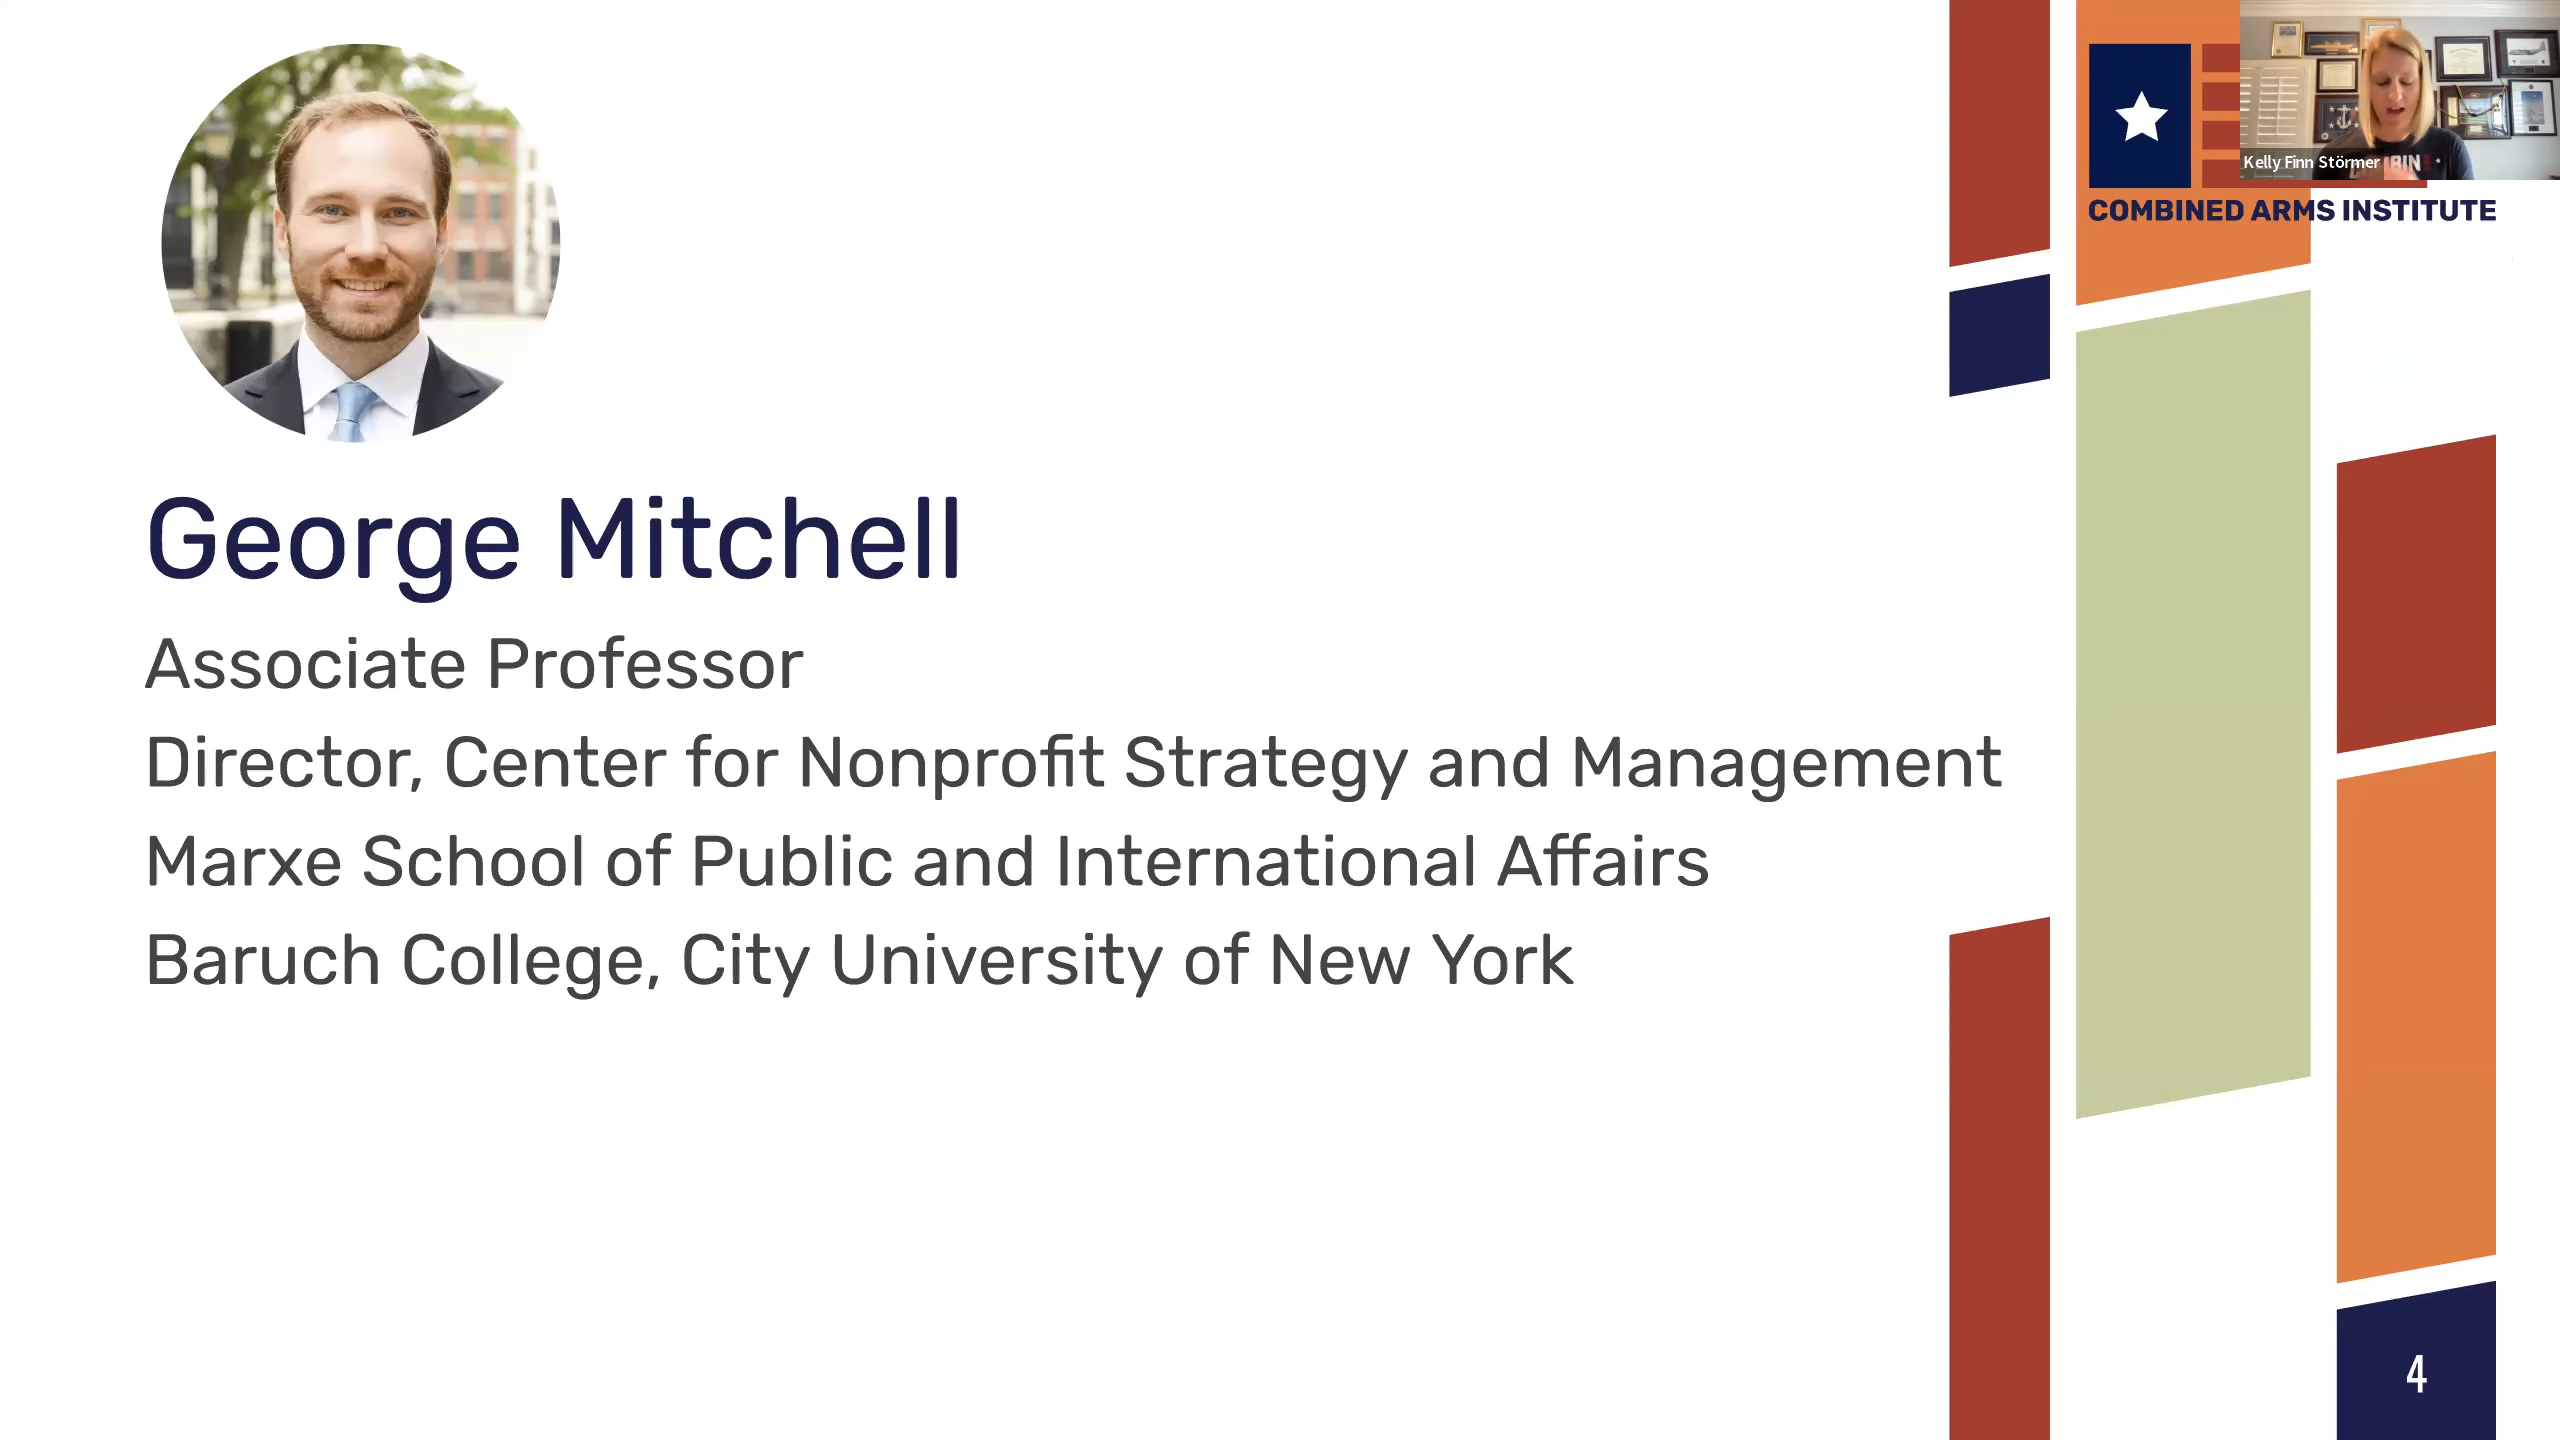 Kelly Finn Störmer
COMBINED ARMS INSTITUTE
George Mitchell
Associate Professor
Director, Center for Nonprofit Strategy and Management
Marxe School of Public and International Affairs
Baruch College, City University of New York
4